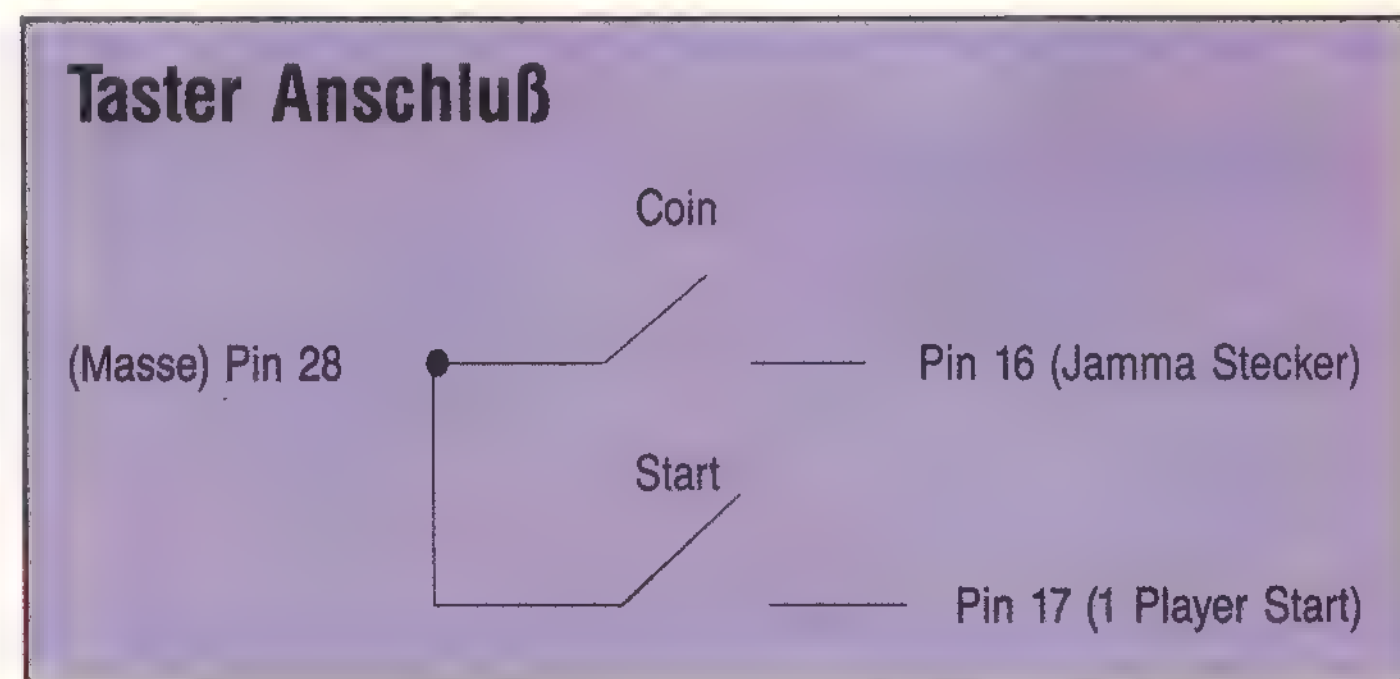 Taster Anschluß
Coin
(Masse) Pin 28
Pin 16 (Jamma Stecker)
Start
Pin 17 (1 Player Start)